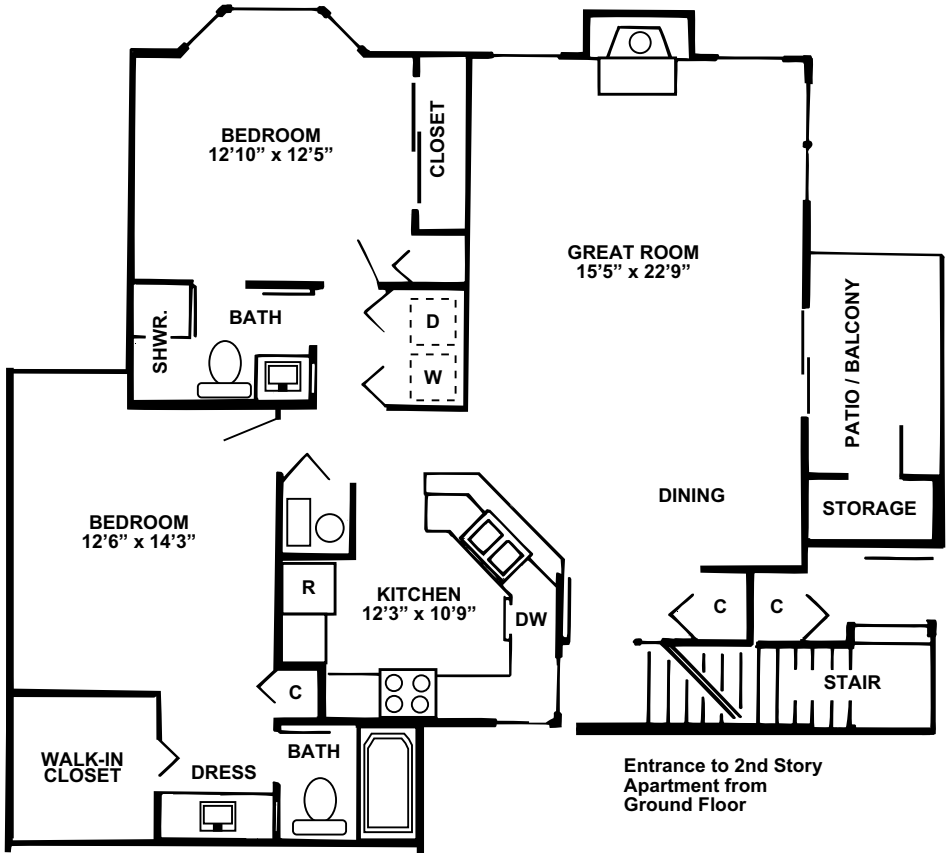 BEDROOM
12’10” x 12’5”
CLOSET
GREAT ROOM
15’5” x 22’9”
SHWR.
BATH
D
W
PATIO / BALCONY
DINING
STORAGE
BEDROOM
12’6” x 14’3”
R
KITCHEN
12’3” x 10’9”
DW
C
C
C
STAIR
WALK-IN
CLOSET
DRESS
BATH
Entrance to 2nd Story
Apartment from
Ground Floor